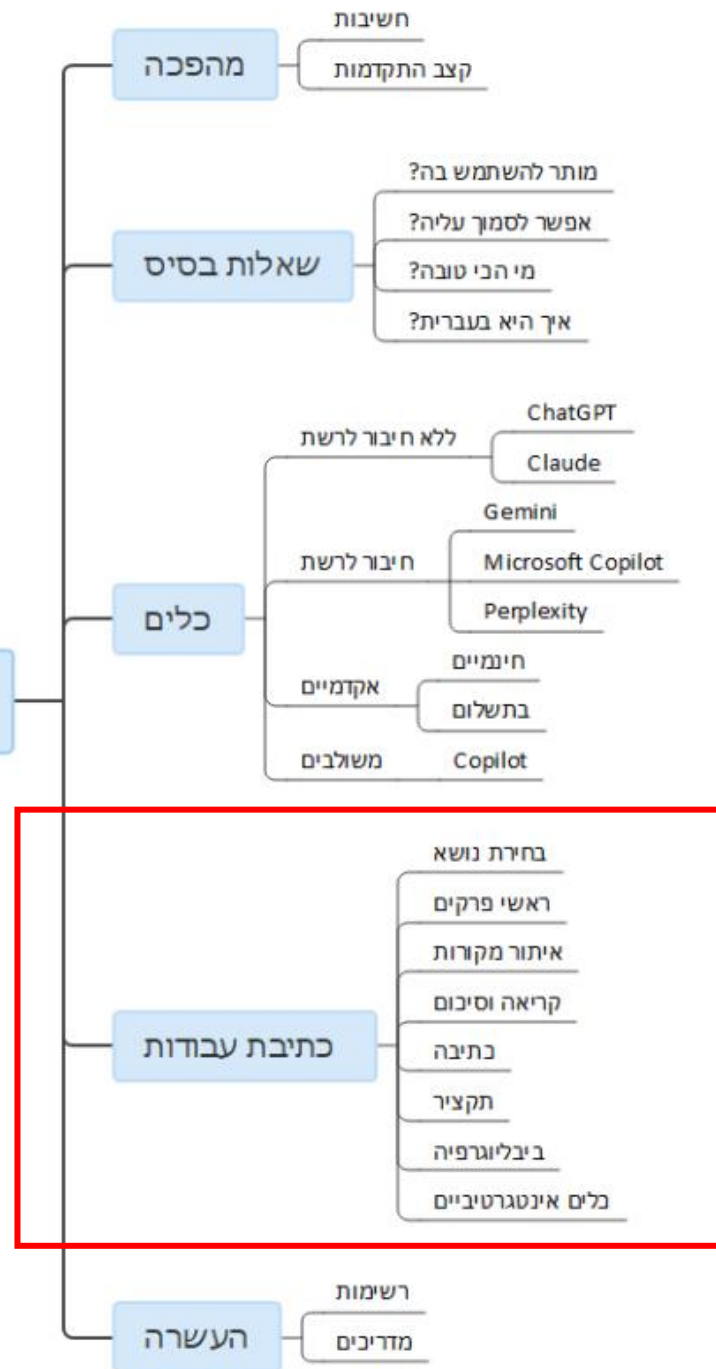 מהפכה
חשיבות
קצב התקדמות
שאלות בסיס
מותר להשתמש בה?
אפשר לסמוך עליה?
מי הכי טובה?
איך היא בעברית?
כלים
ללא חיבור לרשת
ChatGPT
Claude
חיבור לרשת
Gemini
Microsoft Copilot
Perplexity
אקדמיים
חינמיים
בתשלום
משולבים
Copilot
כתיבת עבודות
בחירת נושא
ראשי פרקים
איתור מקורות
קריאה וסיכום
כתיבה
תקציר
ביבליוגרפיה
כלים אינטגרטיביים
העשרה
רשימות
מדריכים